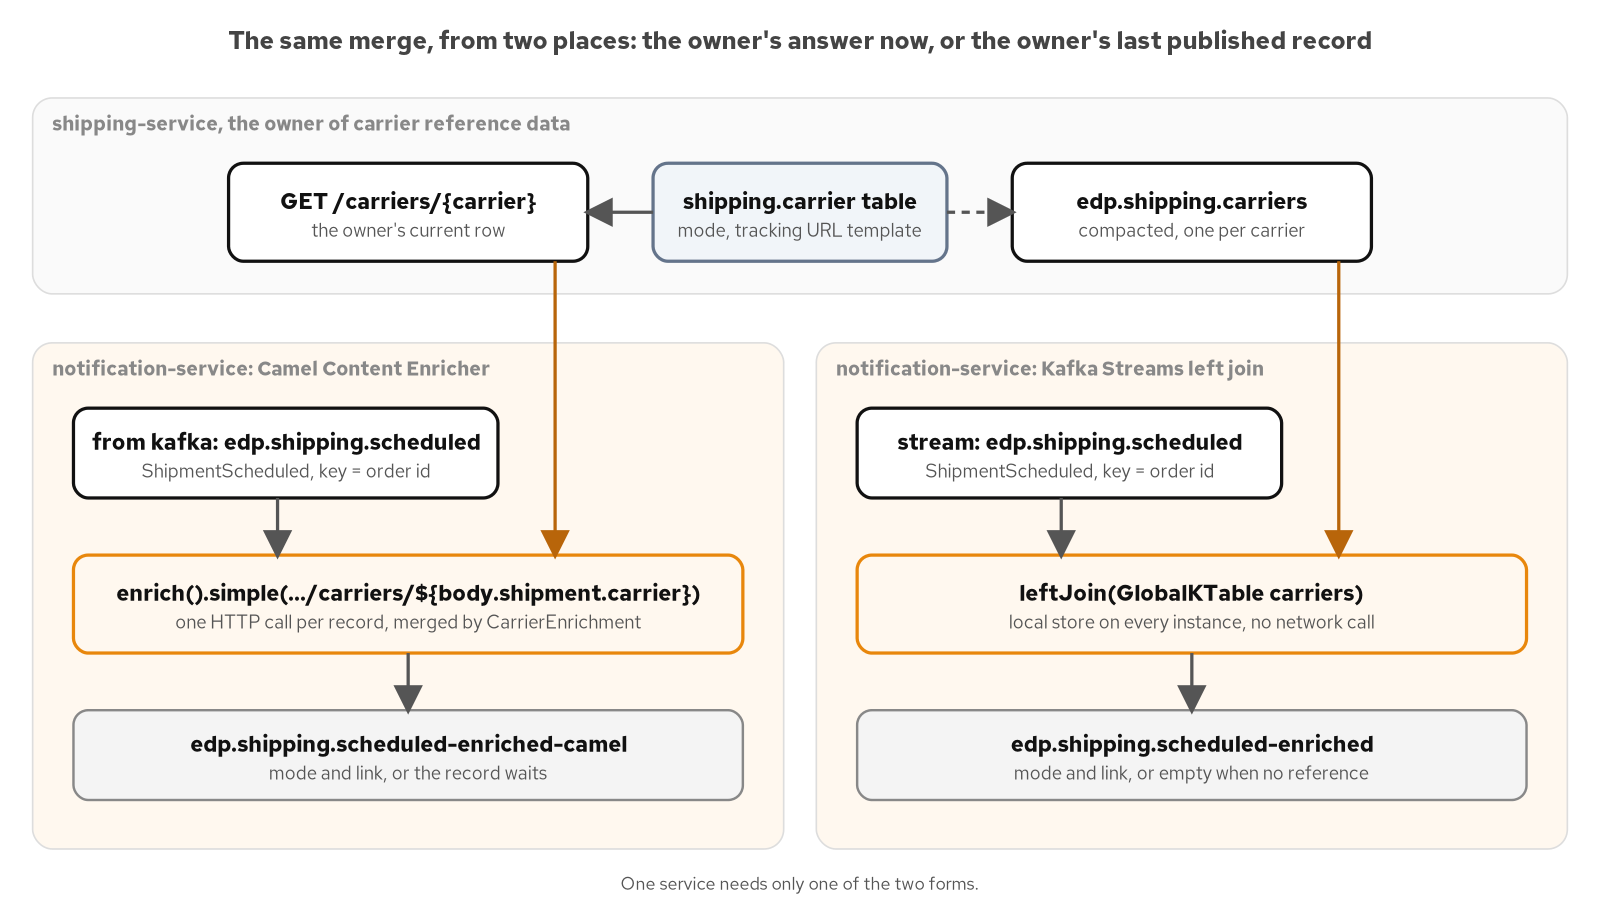 The same merge, from two places: the owner's answer now, or the owner's last published record
shipping-service, the owner of carrier reference data
GET /carriers/{carrier}
the owner's current row
shipping.carrier table
mode, tracking URL template
edp.shipping.carriers
compacted, one per carrier
notification-service: Camel Content Enricher
from kafka: edp.shipping.scheduled
ShipmentScheduled, key = order id
enrich().simple(.../carriers/${body.shipment.carrier})
one HTTP call per record, merged by CarrierEnrichment
edp.shipping.scheduled-enriched-camel
mode and link, or the record waits
notification-service: Kafka Streams left join
stream: edp.shipping.scheduled
ShipmentScheduled, key = order id
leftJoin(GlobalKTable carriers)
local store on every instance, no network call
edp.shipping.scheduled-enriched
mode and link, or empty when no reference
One service needs only one of the two forms.